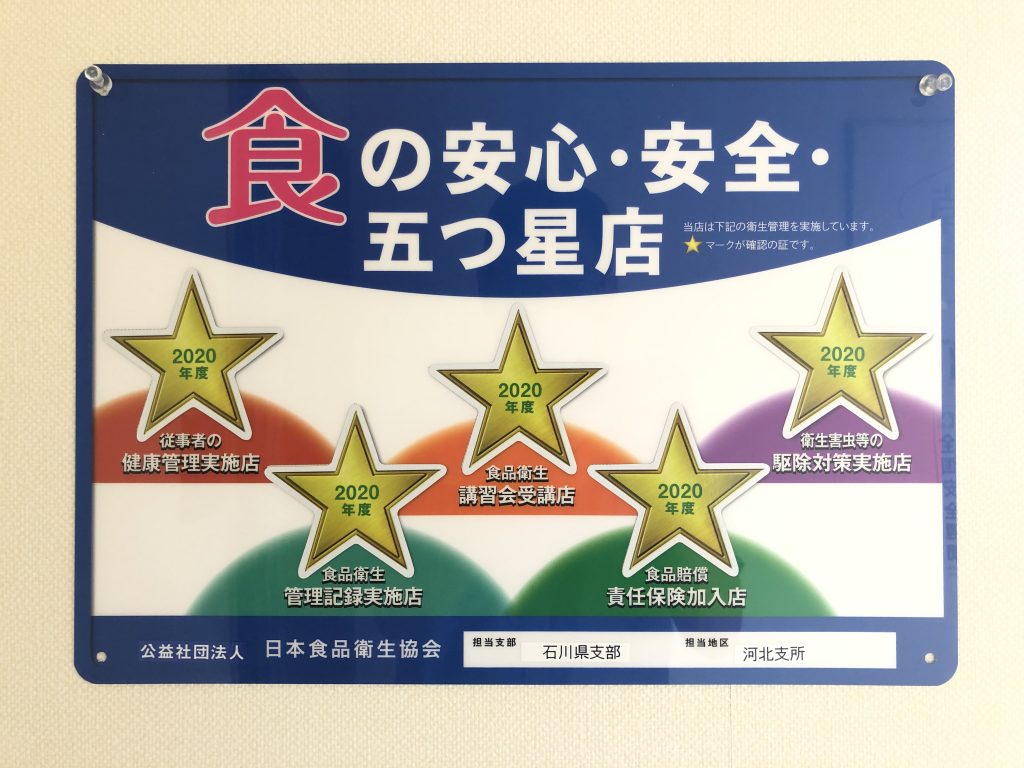 食の安心・安全・
五つ星店
当店は下記の衛生管理を実施しています。
★マークが確認の証です。
2020
年度
従事者の
健康管理実施店
2020
年度
食品衛生
管理記録実施店
2020
年度
食品衛生
講習会受講店
2020
年度
食品賠償
責任保険加入店
2020
年度
衛生害虫等の
駆除対策実施店
公益社団法人 日本食品衛生協会
担当支部 石川県支部 担当地区 河北支所